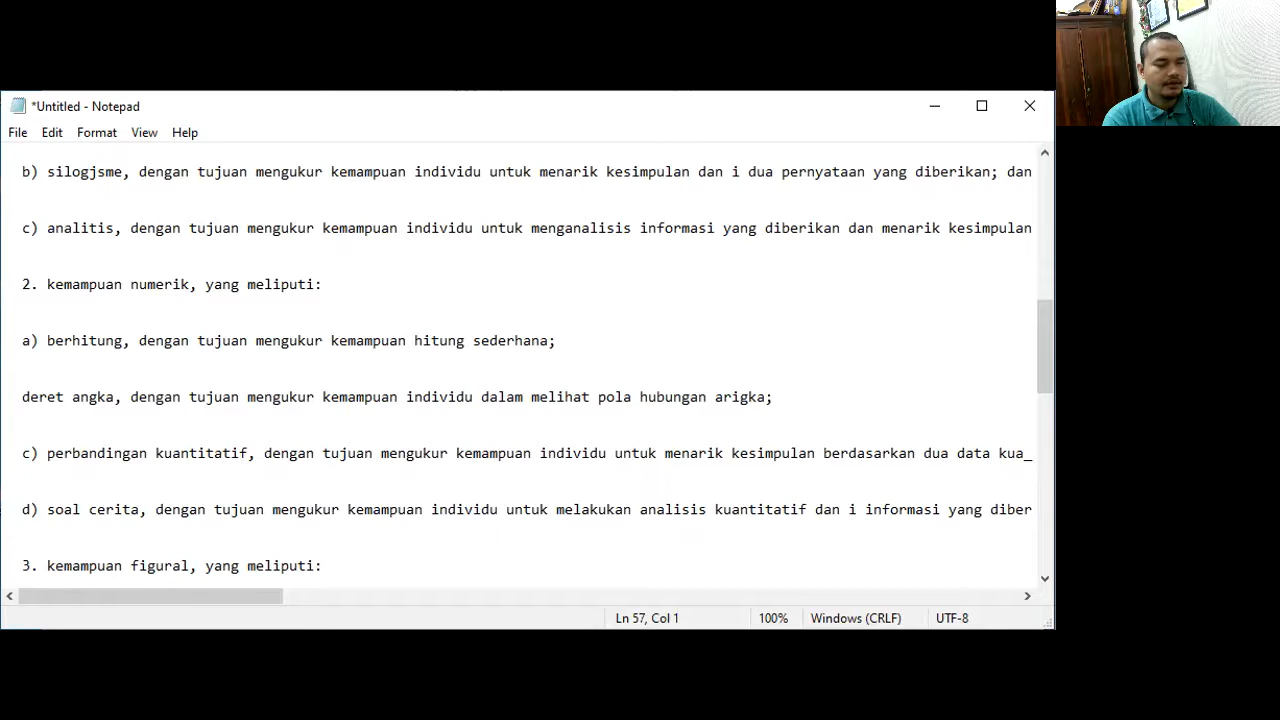 *Untitled - Notepad
File Edit Format View Help
b) silogjsme, dengan tujuan mengukur kemampuan individu untuk menarik kesimpulan dan i dua pernyataan yang diberikan; dan
c) analitis, dengan tujuan mengukur kemampuan individu untuk menganalisis informasi yang diberikan dan menarik kesimpulan
2. kemampuan numerik, yang meliputi:
a) berhitung, dengan tujuan mengukur kemampuan hitung sederhana;
deret angka, dengan tujuan mengukur kemampuan individu dalam melihat pola hubungan arigka;
c) perbandingan kuantitatif, dengan tujuan mengukur kemampuan individu untuk menarik kesimpulan berdasarkan dua data kua_
d) soal cerita, dengan tujuan mengukur kemampuan individu untuk melakukan analisis kuantitatif dan i informasi yang diber
3. kemampuan figural, yang meliputi:
Ln 57, Col 1 100% Windows (CRLF) UTF-8